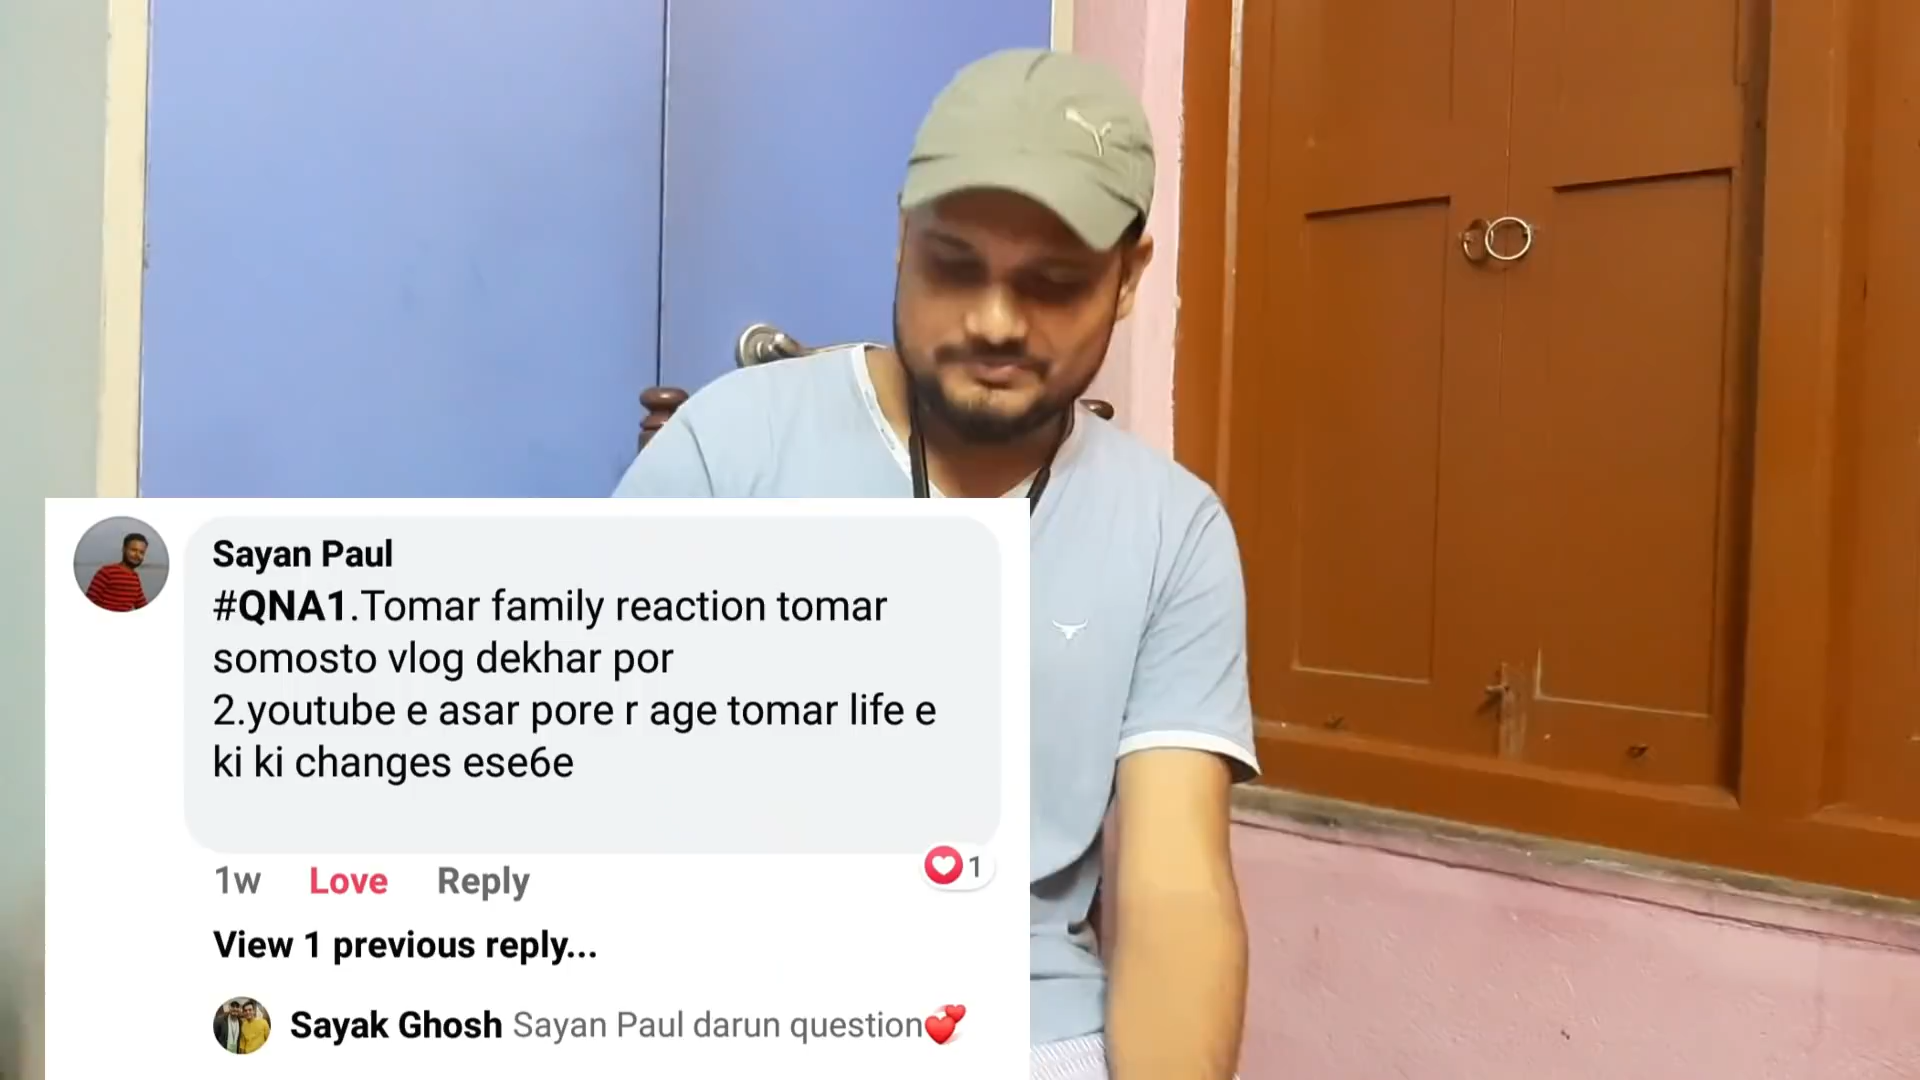 Sayan Paul
#QNA1.Tomar family reaction tomar
somosto vlog dekhar por
2.youtube e asar pore r age tomar life e
ki ki changes ese6e
1w Love Reply 1
View 1 previous reply...
Sayak Ghosh Sayan Paul darun question💕